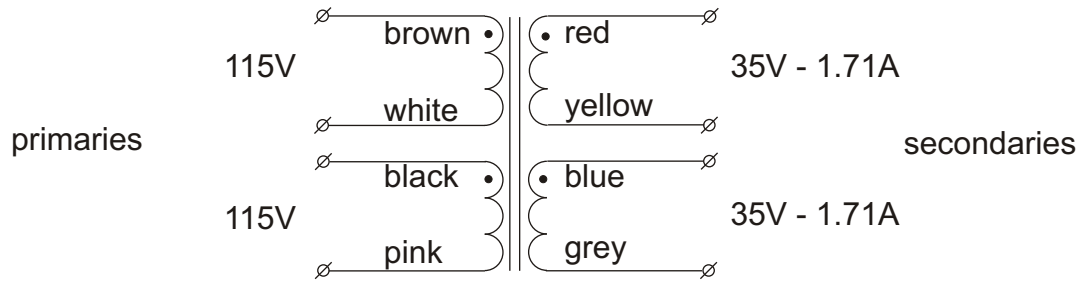 brown red
115V 35V - 1.71A
white yellow
primaries secondaries
black blue
115V 35V - 1.71A
pink grey